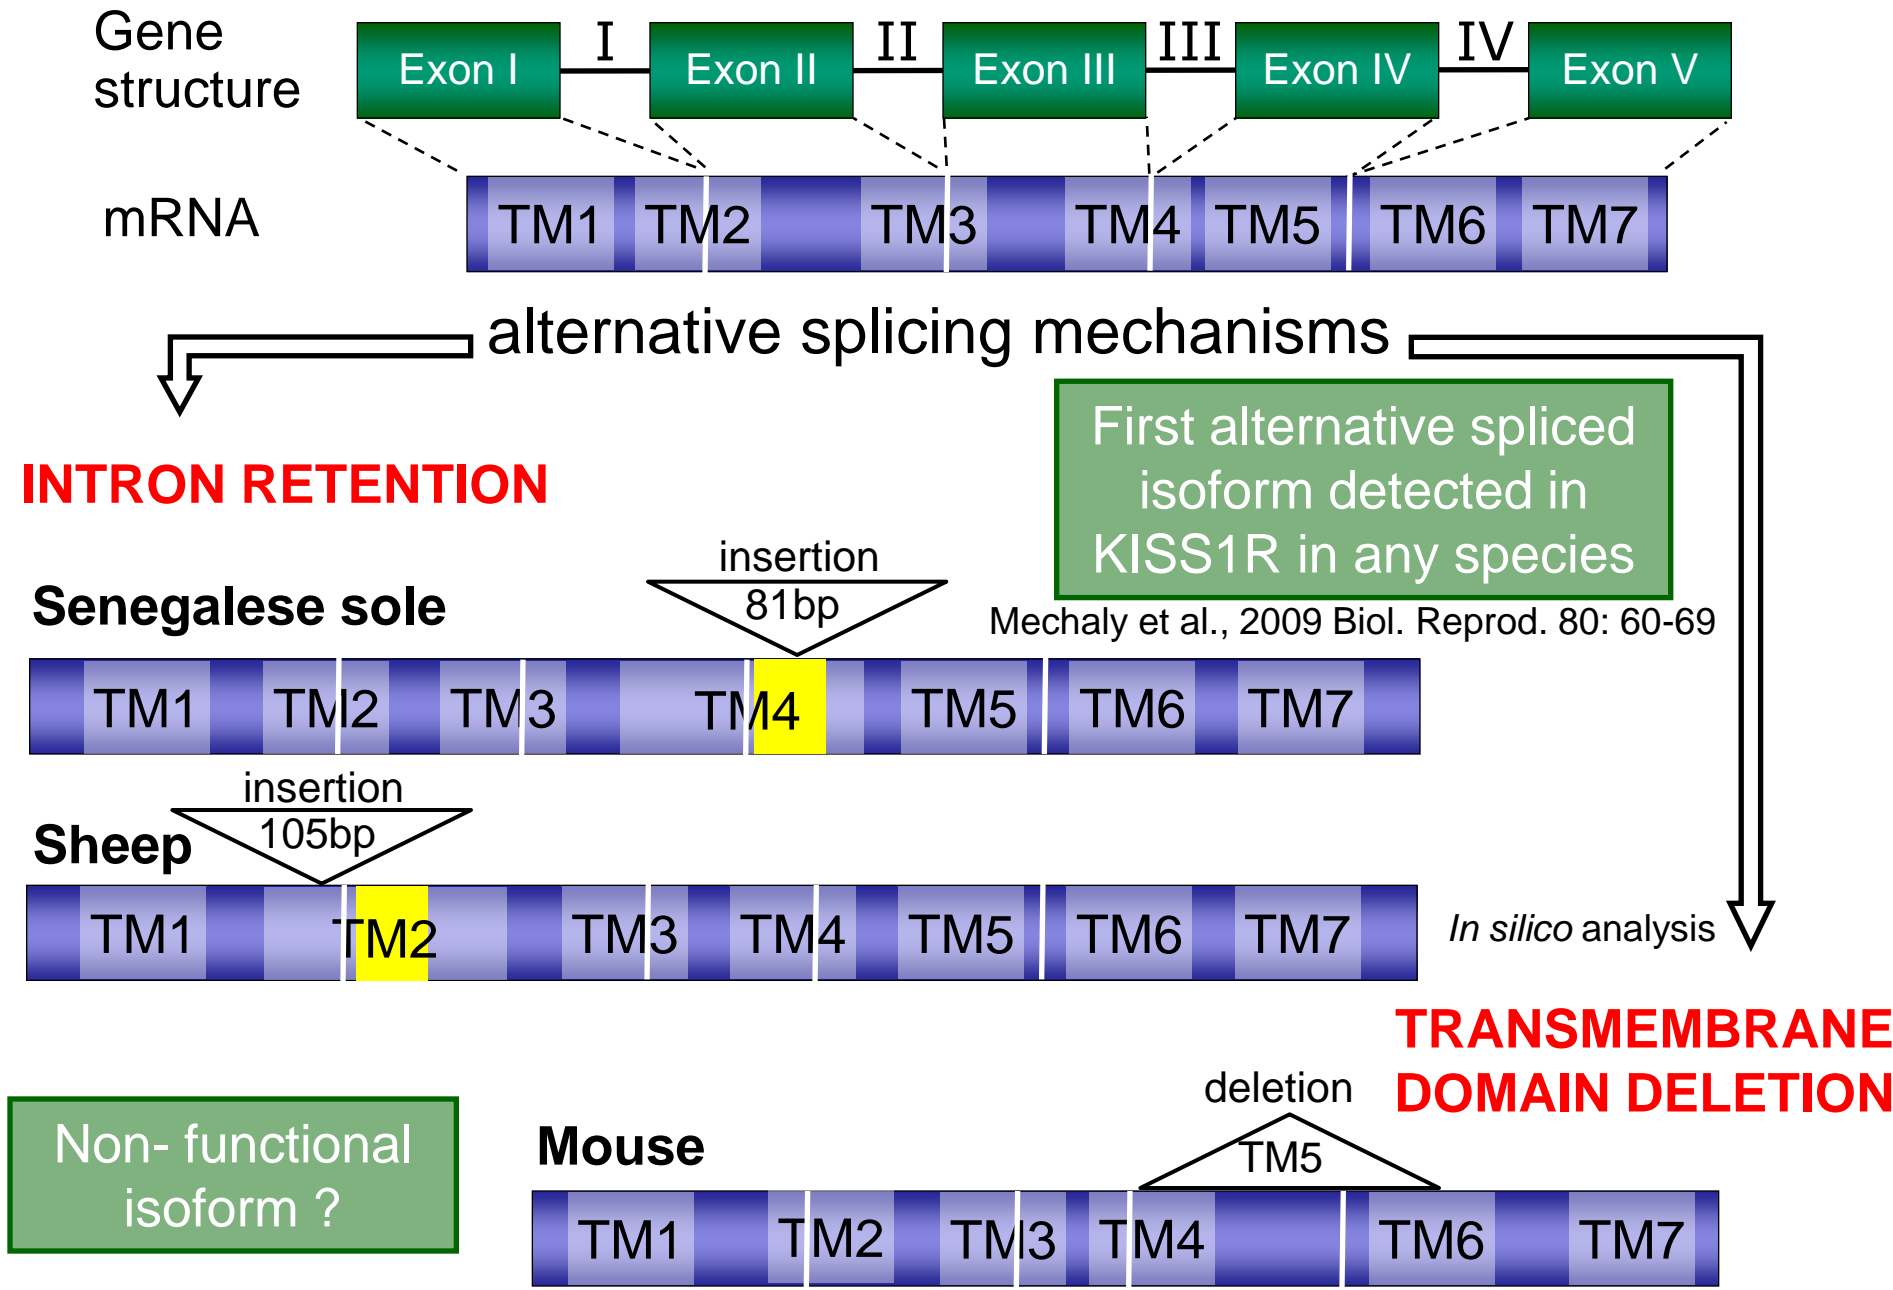 Gene
structure
Exon I
I
Exon II
II
Exon III
III
Exon IV
IV
Exon V
mRNA
TM1 TM2 TM3 TM4 TM5 TM6 TM7
alternative splicing mechanisms
INTRON RETENTION
First alternative spliced
isoform detected in
KISS1R in any species
Mechaly et al., 2009 Biol. Reprod. 80: 60-69
Senegalese sole
insertion
81bp
TM1 TM2 TM3 TM4 TM5 TM6 TM7
Sheep
insertion
105bp
TM1 TM2 TM3 TM4 TM5 TM6 TM7
In silico analysis
TRANSMEMBRANE
DOMAIN DELETION
Non- functional
isoform ?
Mouse
deletion
TM5
TM1 TM2 TM3 TM4 TM6 TM7